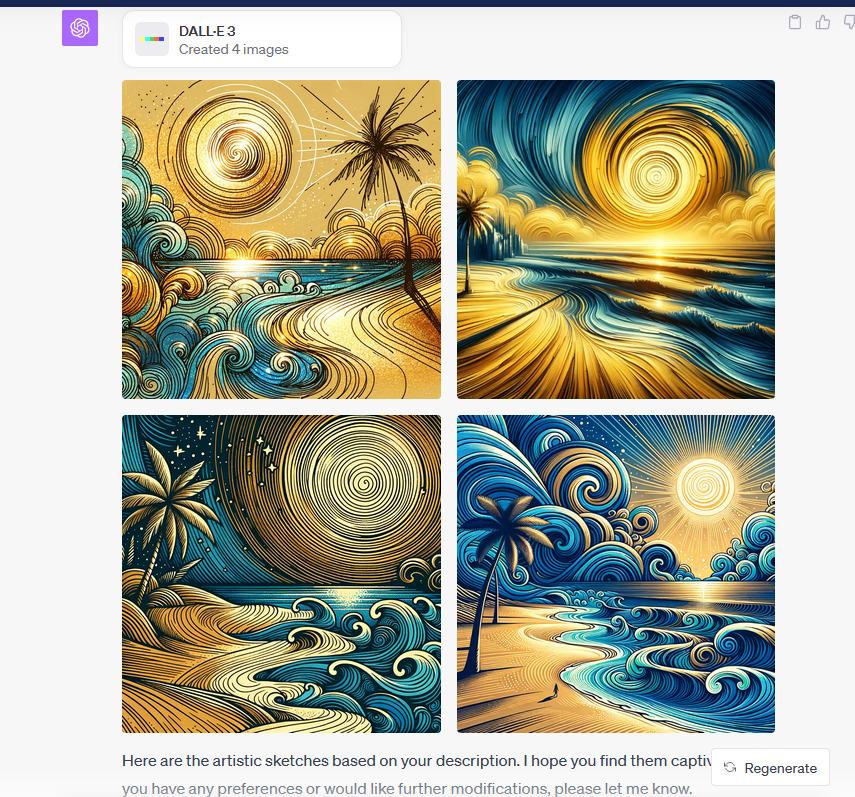 DALL·E 3
Created 4 images
Here are the artistic sketches based on your description. I hope you find them
you have any preferences or would like further modifications, please let me know.
Regenerate